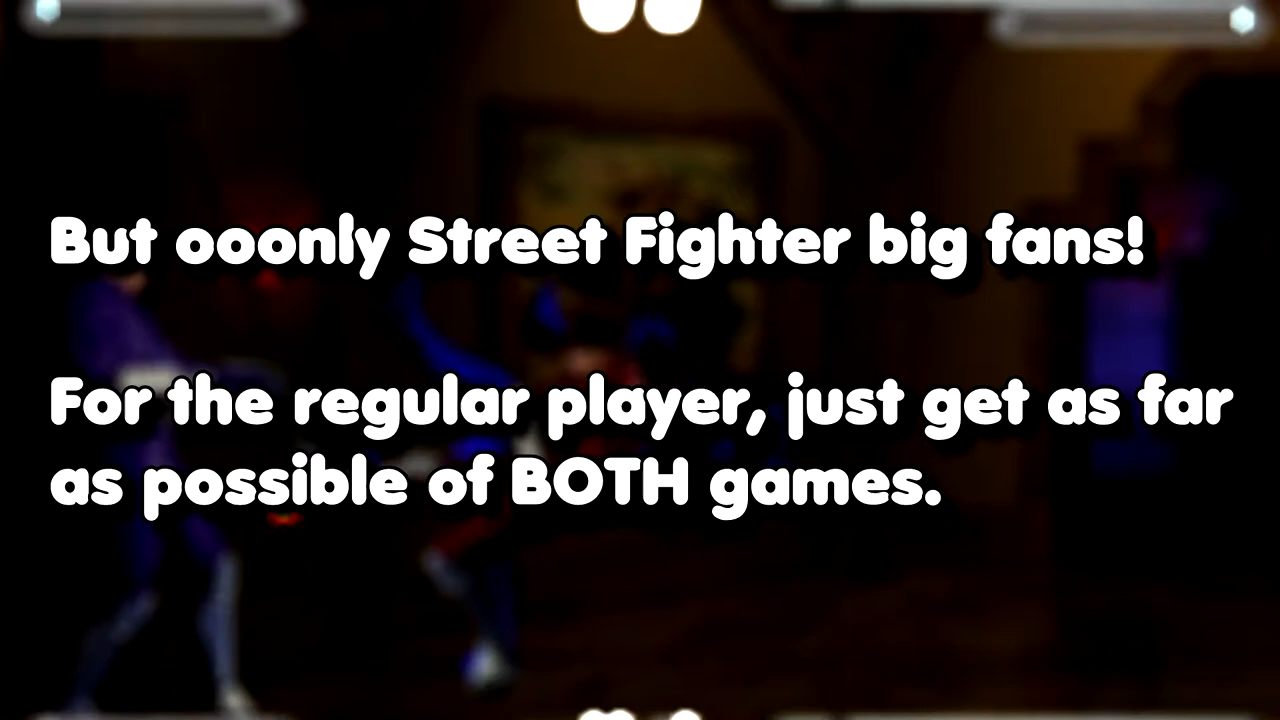 But ooonly Street Fighter big fans!
For the regular player, just get as far
as possible of BOTH games.